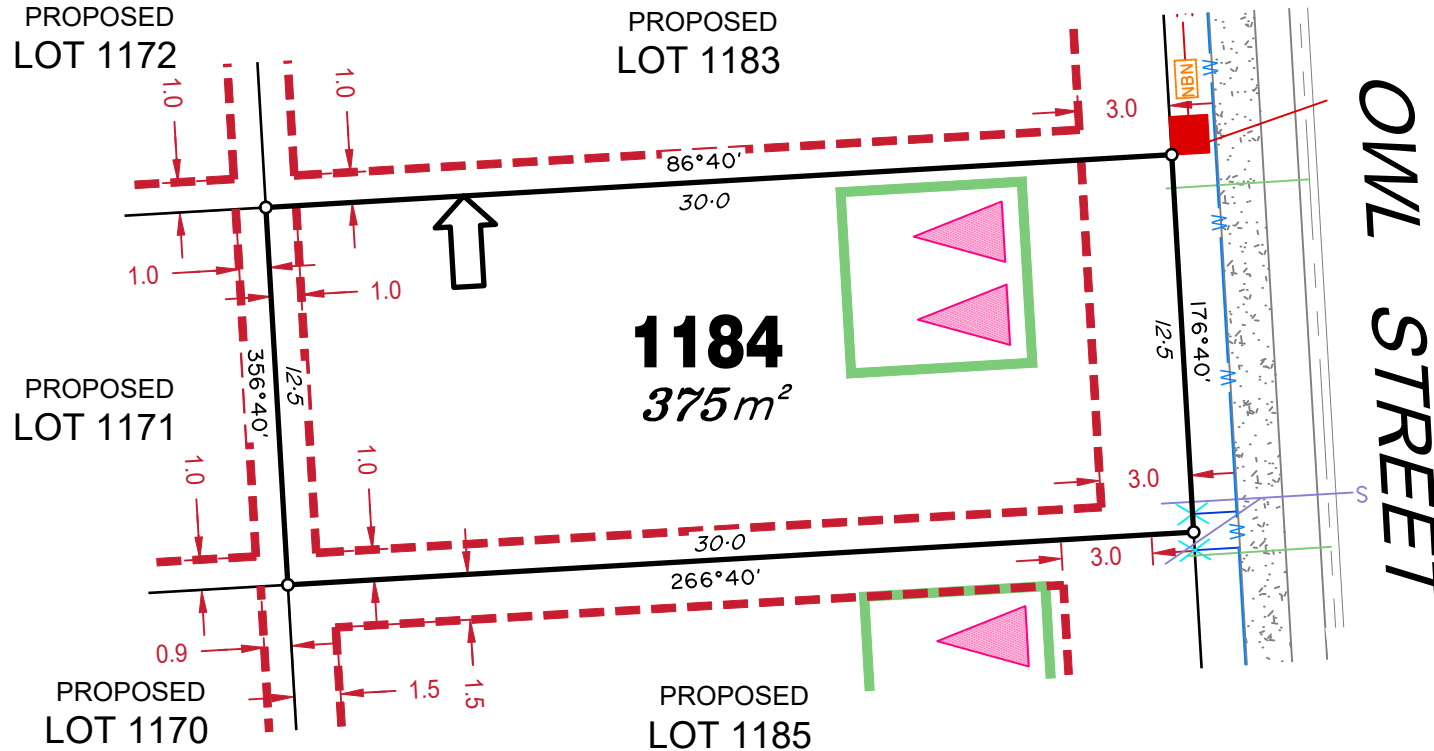 PROPOSED
LOT 1172
PROPOSED
LOT 1183
1.0
1.0
3.0
NBN
W
OWL STREET
86°40'
30·0
1.0
1.0
W
1184
375 m²
12·5
176°40'
356°40'
12·5
W
PROPOSED
LOT 1171
1.0
1.0
3.0
S
W
30·0
266°40'
3.0
0.9
1.5
1.5
PROPOSED
LOT 1170
PROPOSED
LOT 1185